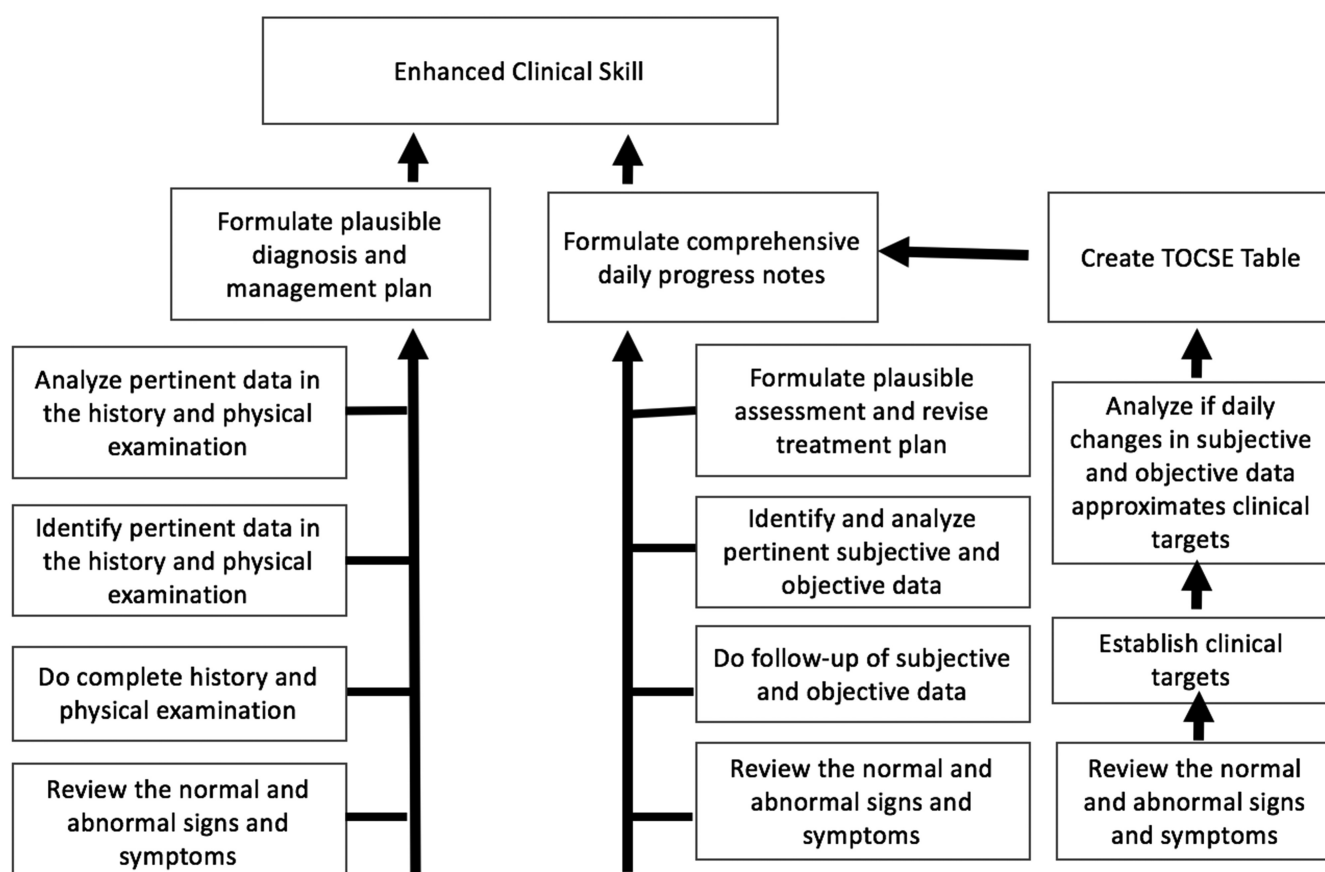 Enhanced Clinical Skill
Formulate plausible
diagnosis and
management plan
Formulate comprehensive
daily progress notes
Create TOCSE Table
Analyze pertinent data in
the history and physical
examination
Identify pertinent data in
the history and physical
examination
Do complete history and
physical examination
Review the normal and
abnormal signs and
symptoms
Formulate plausible
assessment and revise
treatment plan
Identify and analyze
pertinent subjective and
objective data
Do follow-up of subjective
and objective data
Review the normal and
abnormal signs and
symptoms
Analyze if daily
changes in subjective
and objective data
approximates clinical
targets
Establish clinical
targets
Review the normal
and abnormal signs
and symptoms